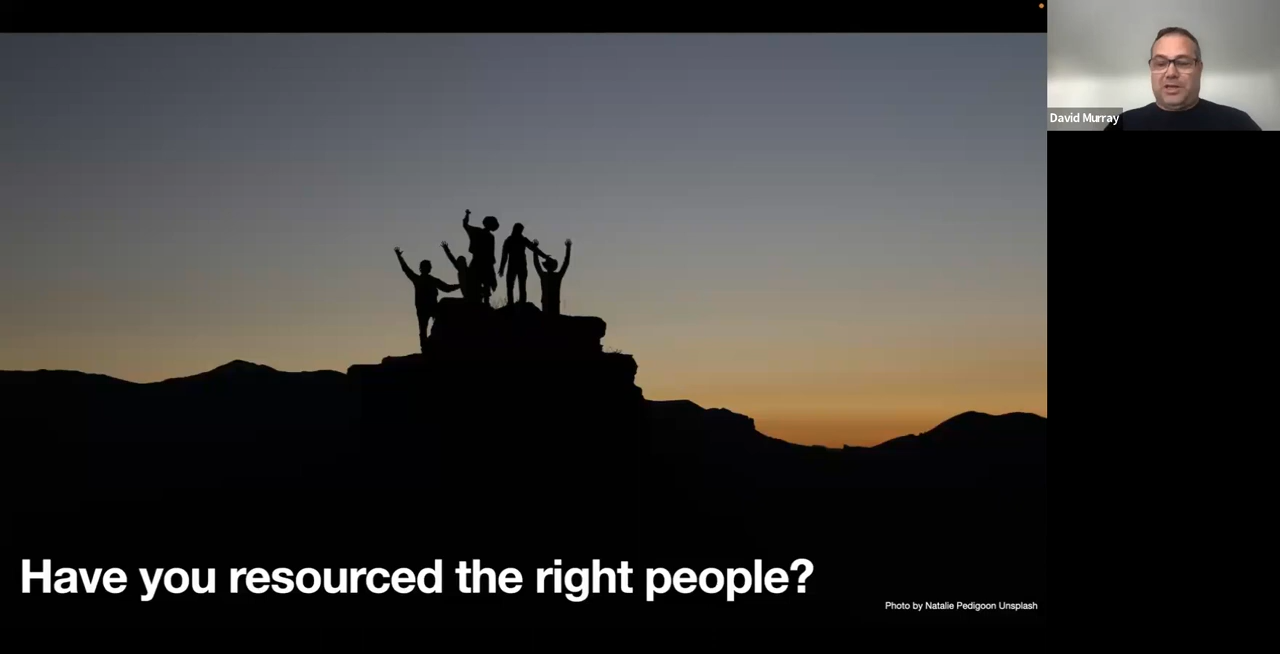 David Murray
Have you resourced the right people?
Photo by Natalie Pedigoon Unsplash